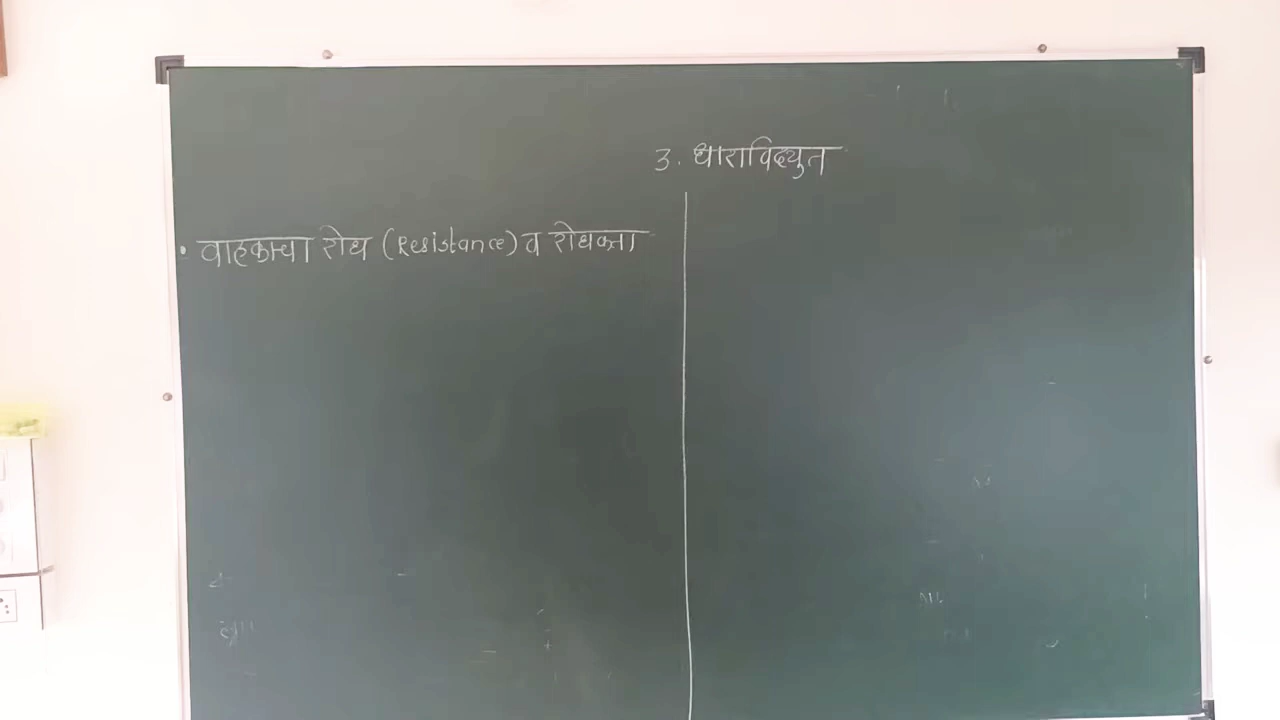 3. धाराविद्युत
• वाहकाचा रोध (Resistance) व रोधकता